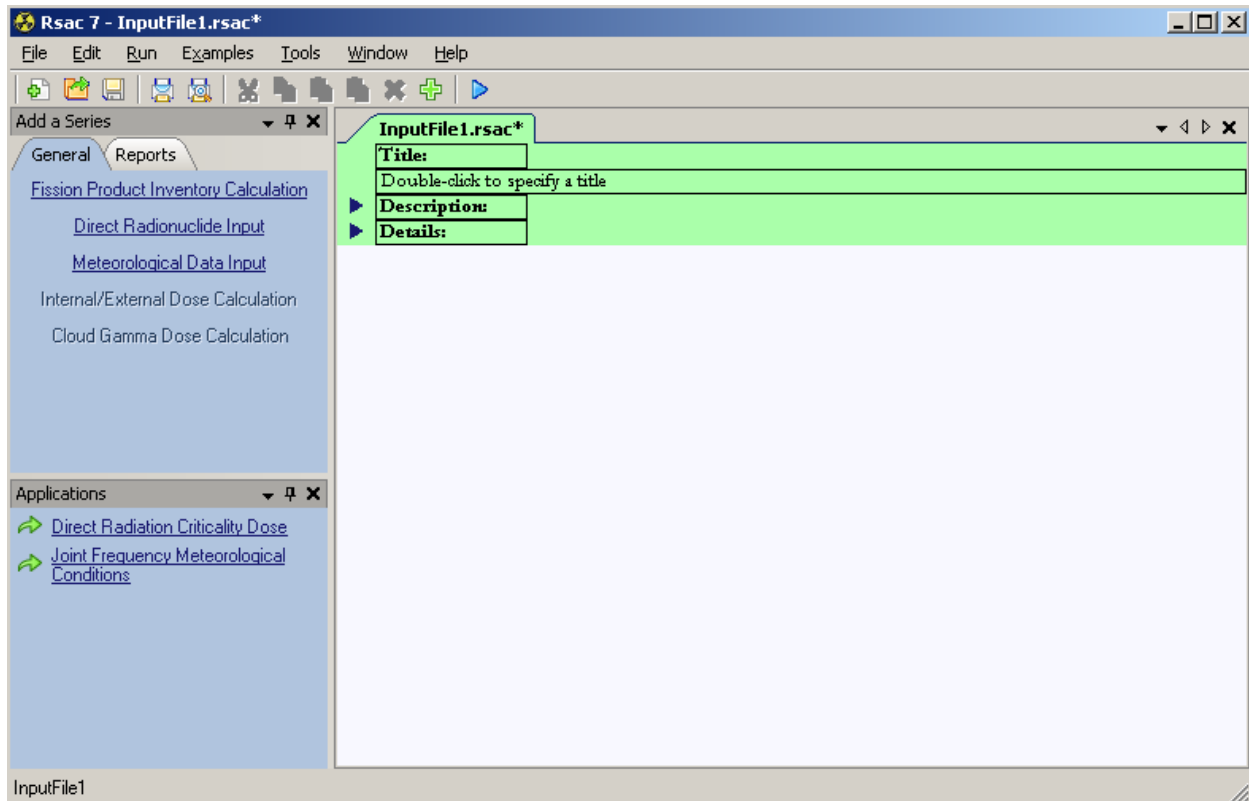 Rsac 7 - InputFile1.rsac*
File Edit Run Examples Tools Window Help
Add a Series
General Reports
Fission Product Inventory Calculation
Direct Radionuclide Input
Meteorological Data Input
Internal/External Dose Calculation
Cloud Gamma Dose Calculation
Applications
Direct Radiation Criticality Dose
Joint Frequency Meteorological
Conditions
InputFile1.rsac*
Title:
Double-click to specify a title
Description:
Details:
InputFile1